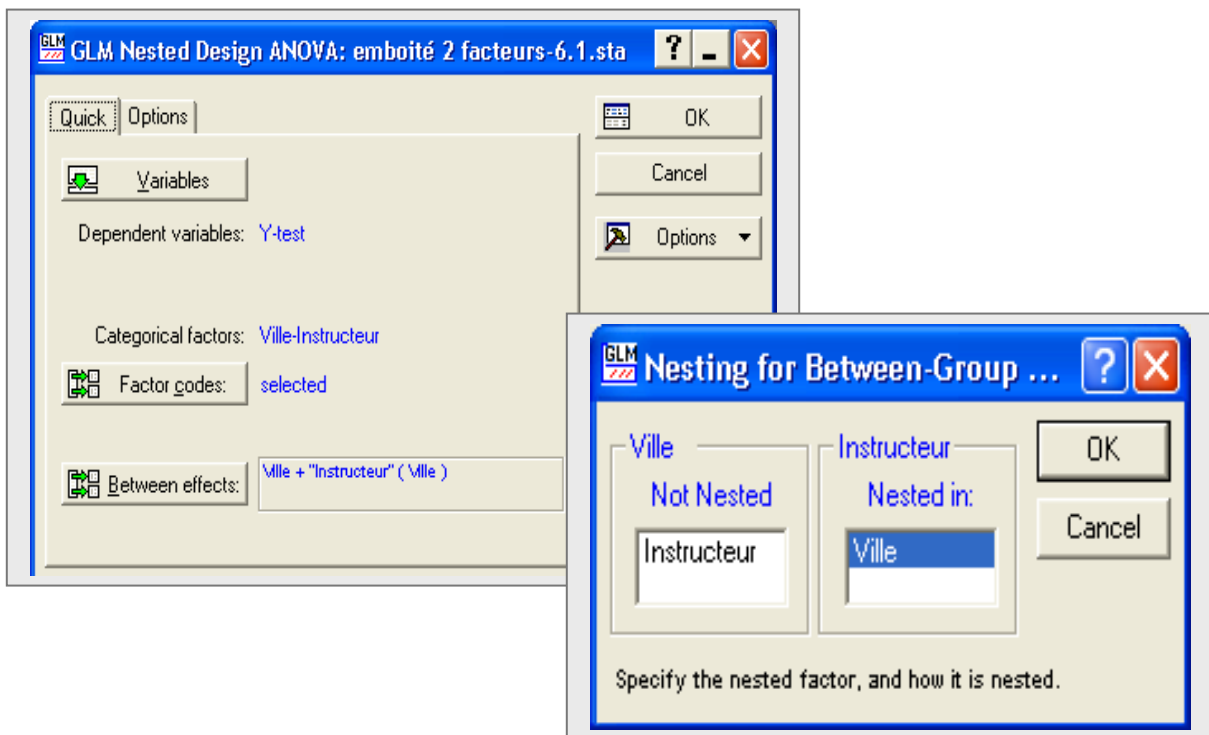 GLM GLM Nested Design ANOVA: emboité 2 facteurs-6.1.sta
Quick Options
OK
Variables
Cancel
Dependent variables: Y-test
Options
Categorical factors: Ville-Instructeur
Factor codes: selected
Between effects: Ville + "Instructeur" ( Ville )
GLM Nesting for Between-Group ...
Ville
Not Nested
Instructeur
Instructeur
Nested in:
Ville
OK
Cancel
Specify the nested factor, and how it is nested.